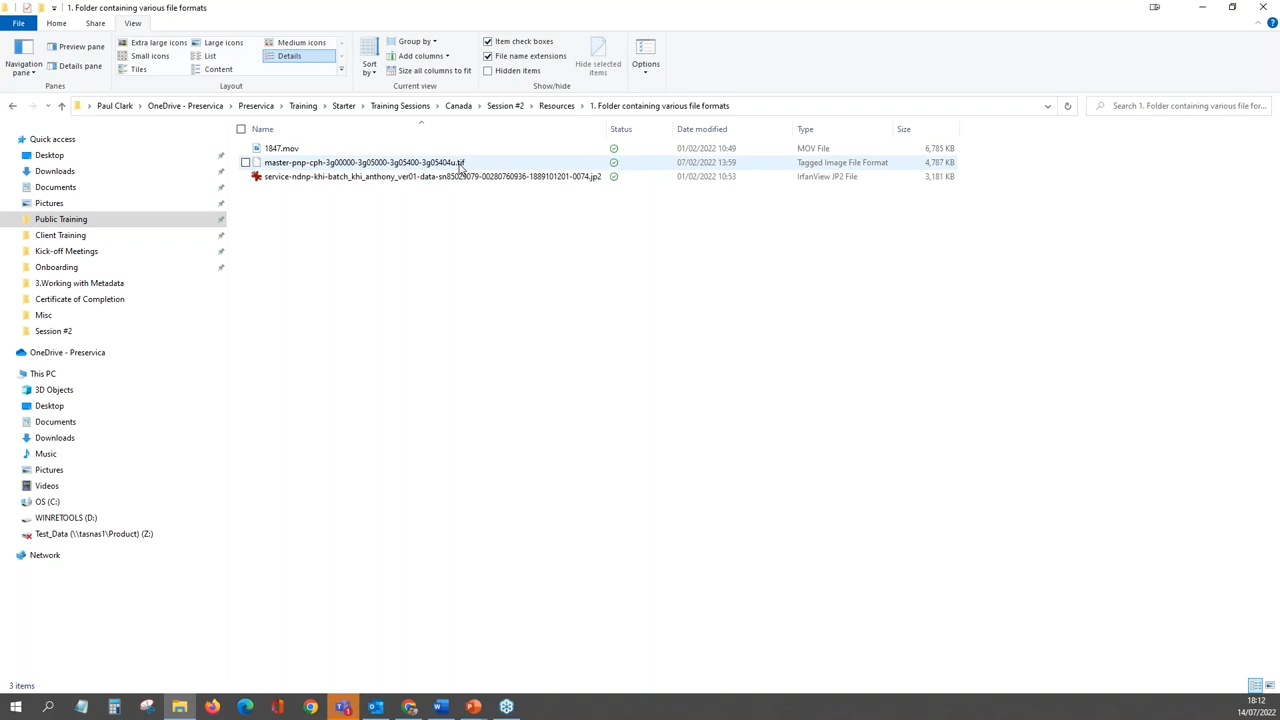 1. Folder containing various file formats
File Home Share View
Navigation pane
Preview pane
Details pane
Panes
Extra large icons Large icons Medium icons
Small icons List Details
Tiles Content
Layout
Sort by
Group by
Add columns
Size all columns to fit
Current view
Item check boxes
File name extensions
Hidden items
Hide selected items
Show/hide
Options
Paul Clark OneDrive - Preservica Preservica Training Starter Training Sessions Canada Session #2 Resources 1. Folder containing various file formats
Search 1. Folder containing various file for...
Name Status Date modified Type Size
1847.mov 01/02/2022 10:49 MOV File 6,785 KB
master-pnp-cph-3g00000-3g05000-3g05400-3g05404u.tif 07/02/2022 13:59 Tagged Image File Format 4,787 KB
service-ndnp-khi-batch_khi_anthony_ver01-data-sn85029079-00280760936-1889101201-0074.jp2 01/02/2022 10:53 IrfanView JP2 File 3,181 KB
Quick access
Desktop
Downloads
Documents
Pictures
Public Training
Client Training
Kick-off Meetings
Onboarding
3.Working with Metadata
Certificate of Completion
Misc
Session #2
OneDrive - Preservica
This PC
3D Objects
Desktop
Documents
Downloads
Music
Pictures
Videos
OS (C:)
WINRETOOLS (D:)
Test_Data (\\tasnas1\Product) (Z:)
Network
3 items
18:12
14/07/2022